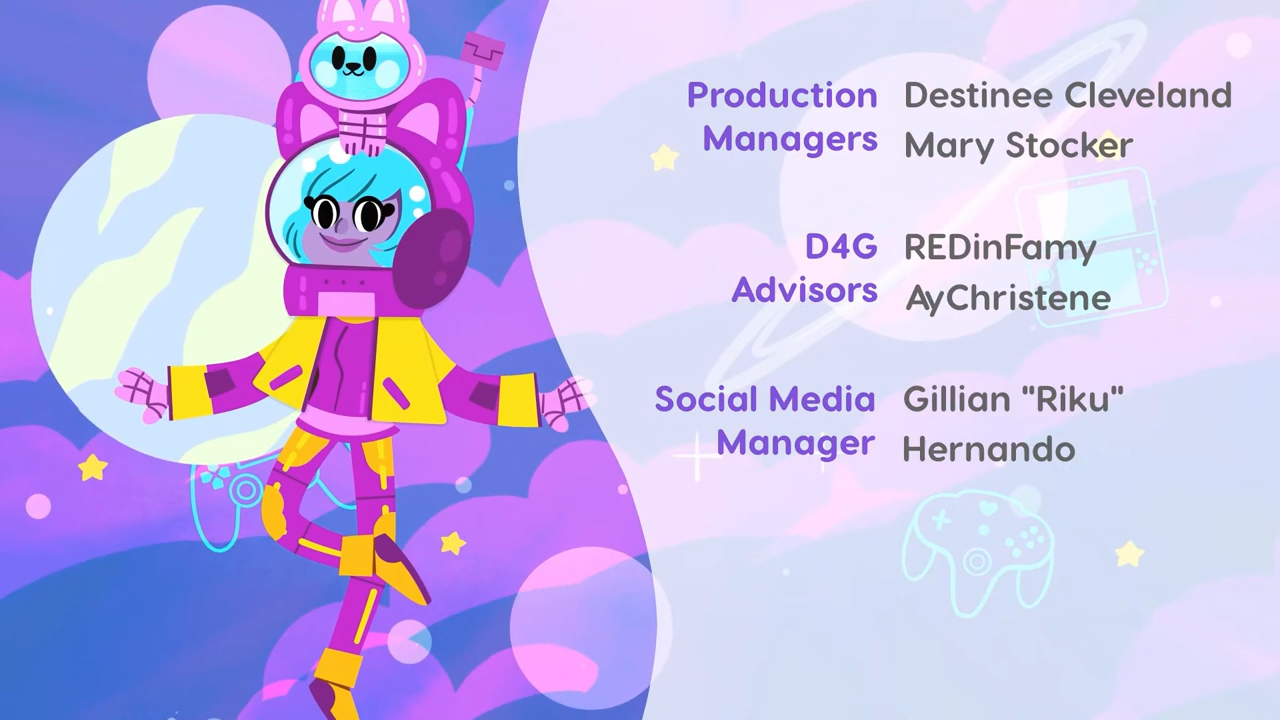 Production Destinee Cleveland
Managers Mary Stocker
D4G REDinFamy
Advisors AyChristene
Social Media Gillian "Riku"
Manager Hernando